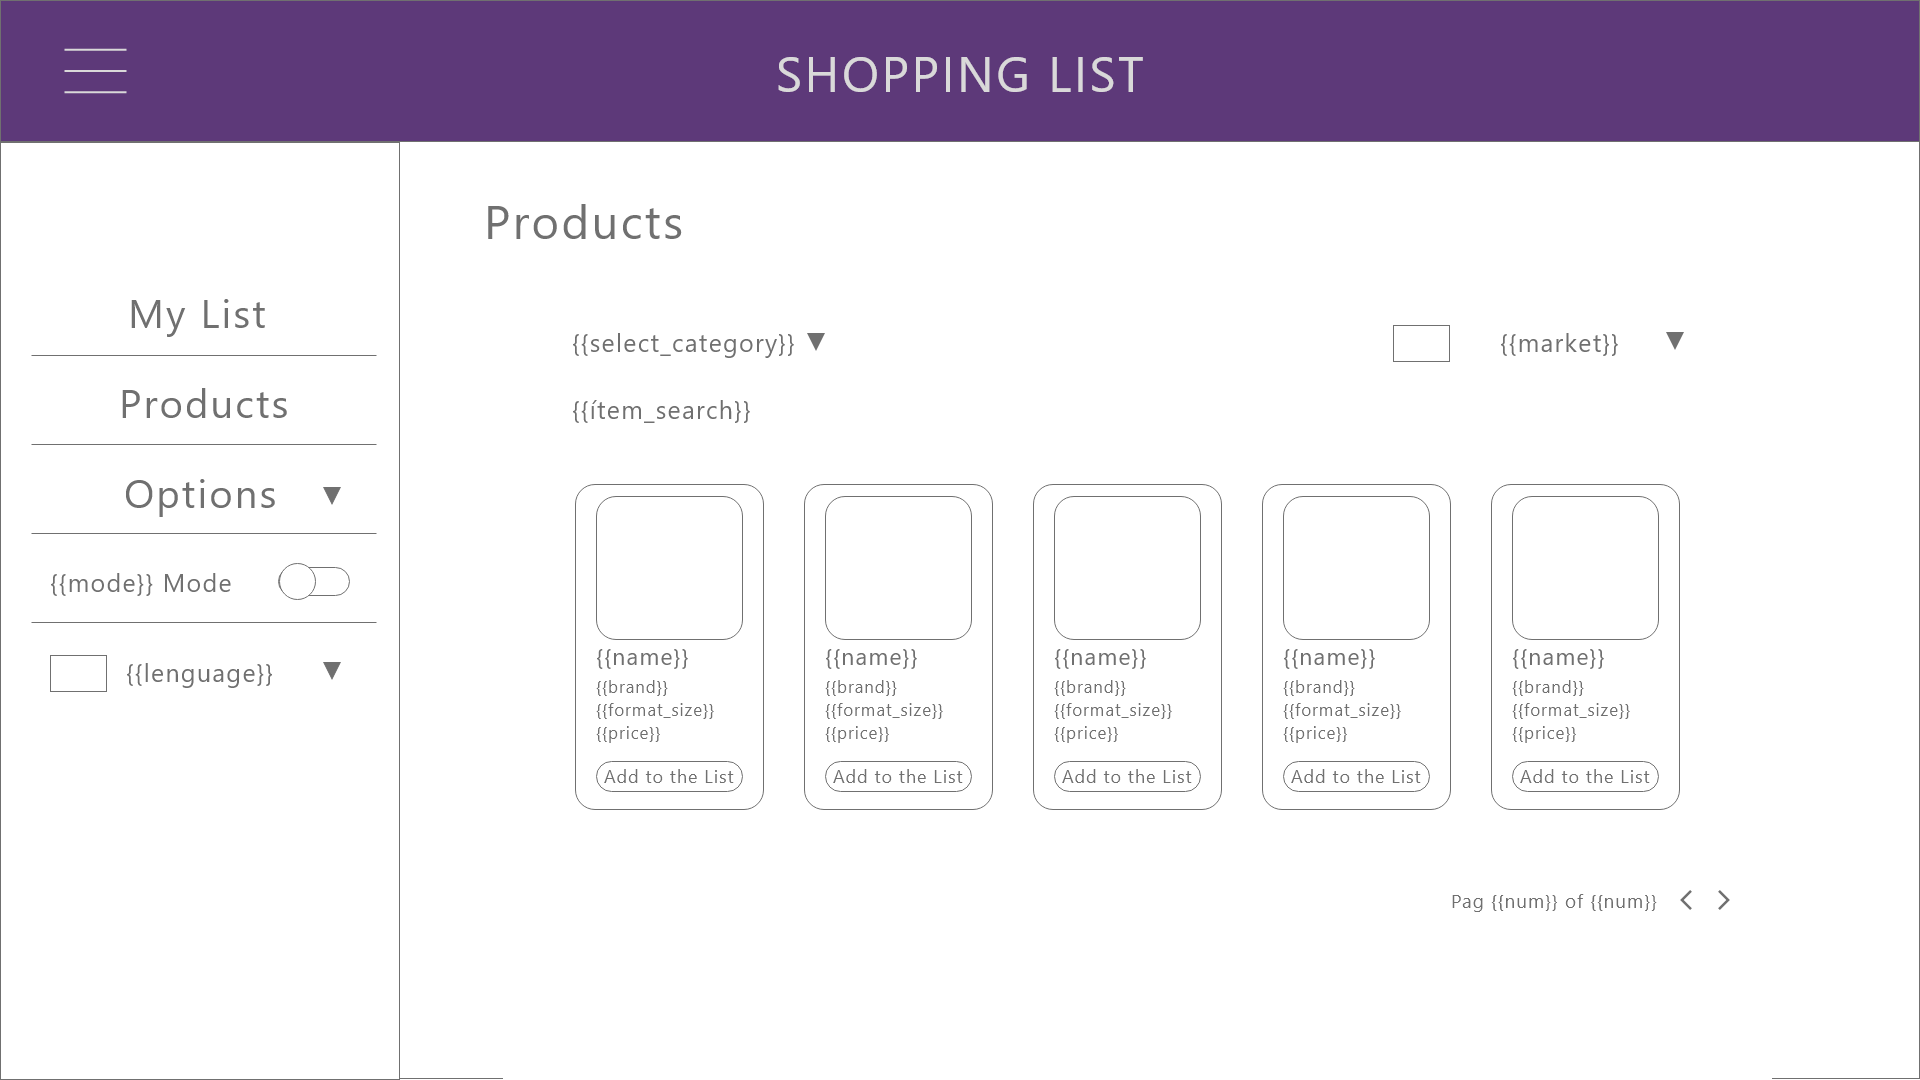 SHOPPING LIST
My List
Products
Options
{{mode}} Mode
{{lenguage}}
Products
{{select_category}}
{{market}}
{{ítem_search}}
{{name}}
{{brand}}
{{format_size}}
{{price}}
Add to the List
{{name}}
{{brand}}
{{format_size}}
{{price}}
Add to the List
{{name}}
{{brand}}
{{format_size}}
{{price}}
Add to the List
{{name}}
{{brand}}
{{format_size}}
{{price}}
Add to the List
{{name}}
{{brand}}
{{format_size}}
{{price}}
Add to the List
Pag {{num}} of {{num}}